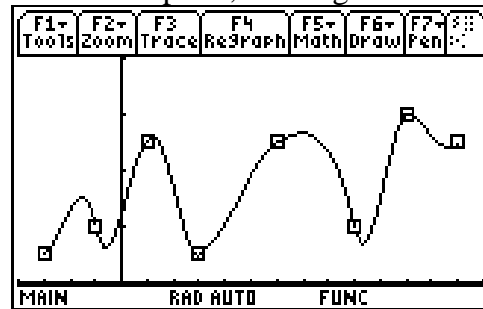 F1▾ F2▾ F3 F4 F5▾ F6▾ F7▾
Tools Zoom Trace ReGraph Math Draw Pen
MAIN RAD AUTO FUNC